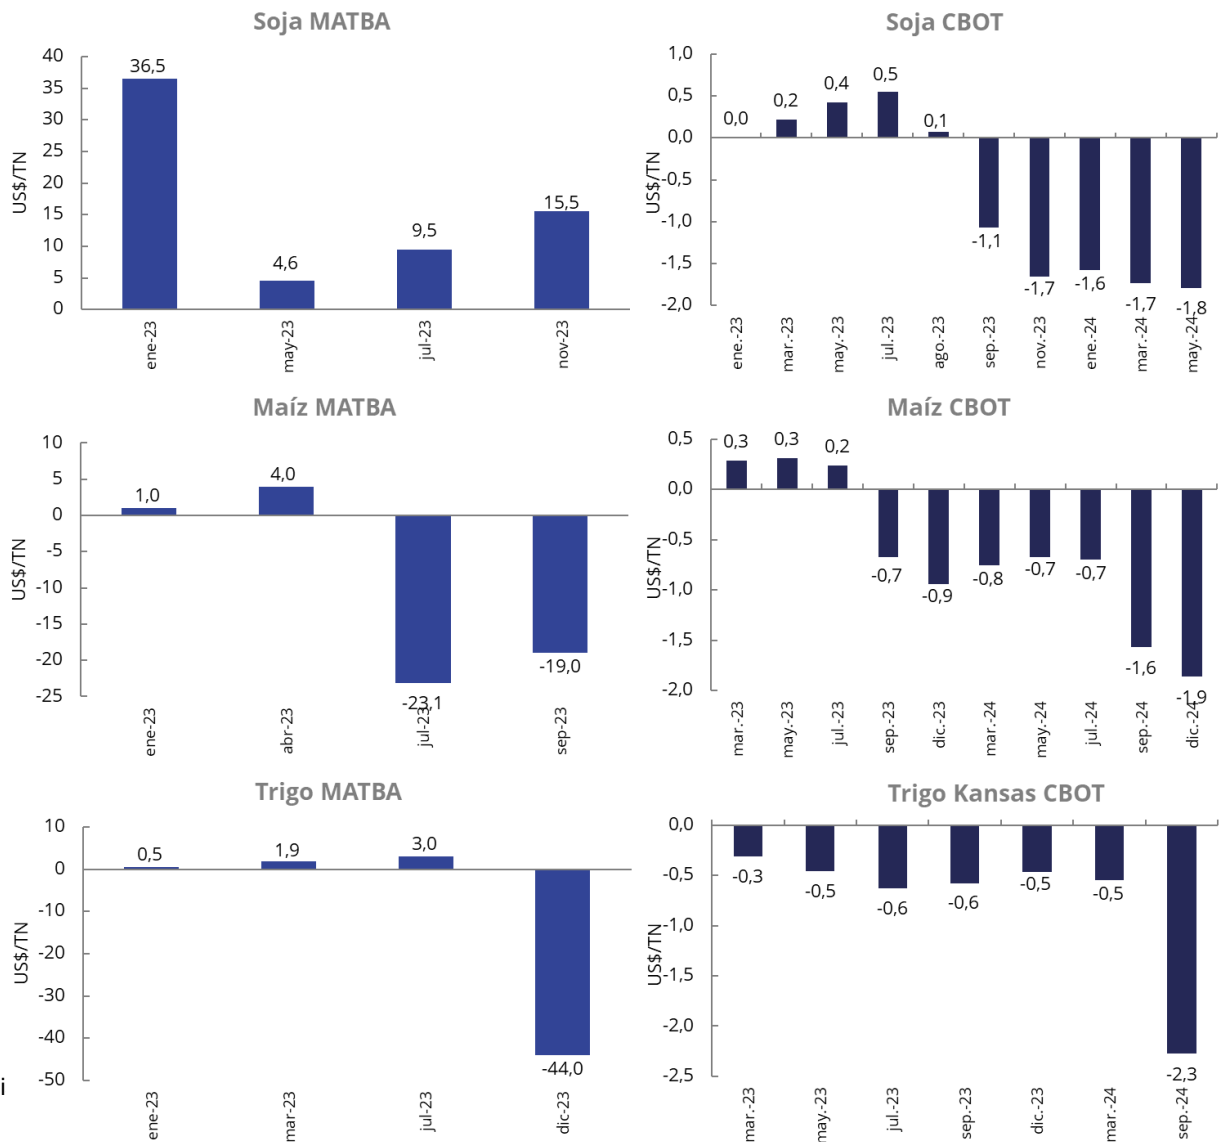 Soja MATBA
40
35
30
25
20
15
10
5
0
US$/TN
36,5
4,6
9,5
15,5
ene-23
may-23
jul-23
nov-23
Soja CBOT
1,0
0,5
0,0
-0,5
-1,0
-1,5
-2,0
US$/TN
0,0
0,2
0,4
0,5
0,1
-1,1
-1,7
-1,6
-1,7
-1,8
ene.-23
mar.-23
may.-23
jul.-23
ago.-23
sep.-23
nov.-23
ene.-24
mar.-24
may.-24
Maíz MATBA
10
5
0
-5
-10
-15
-20
-25
US$/TN
1,0
4,0
-23,1
-19,0
ene-23
abr-23
jul-23
sep-23
Maíz CBOT
0,5
0,0
-0,5
-1,0
-1,5
-2,0
US$/TN
0,3
0,3
0,2
-0,7
-0,9
-0,8
-0,7
-0,7
-1,6
-1,9
mar.-23
may.-23
jul.-23
sep.-23
dic.-23
mar.-24
may.-24
jul.-24
sep.-24
dic.-24
Trigo MATBA
10
0
-10
-20
-30
-40
-50
US$/TN
0,5
1,9
3,0
-44,0
ene-23
mar-23
jul-23
dic-23
i
Trigo Kansas CBOT
0,0
-0,5
-1,0
-1,5
-2,0
-2,5
US$/TN
-0,3
-0,5
-0,6
-0,6
-0,5
-0,5
-2,3
mar.-23
may.-23
jul.-23
sep.-23
dic.-23
mar.-24
sep.-24